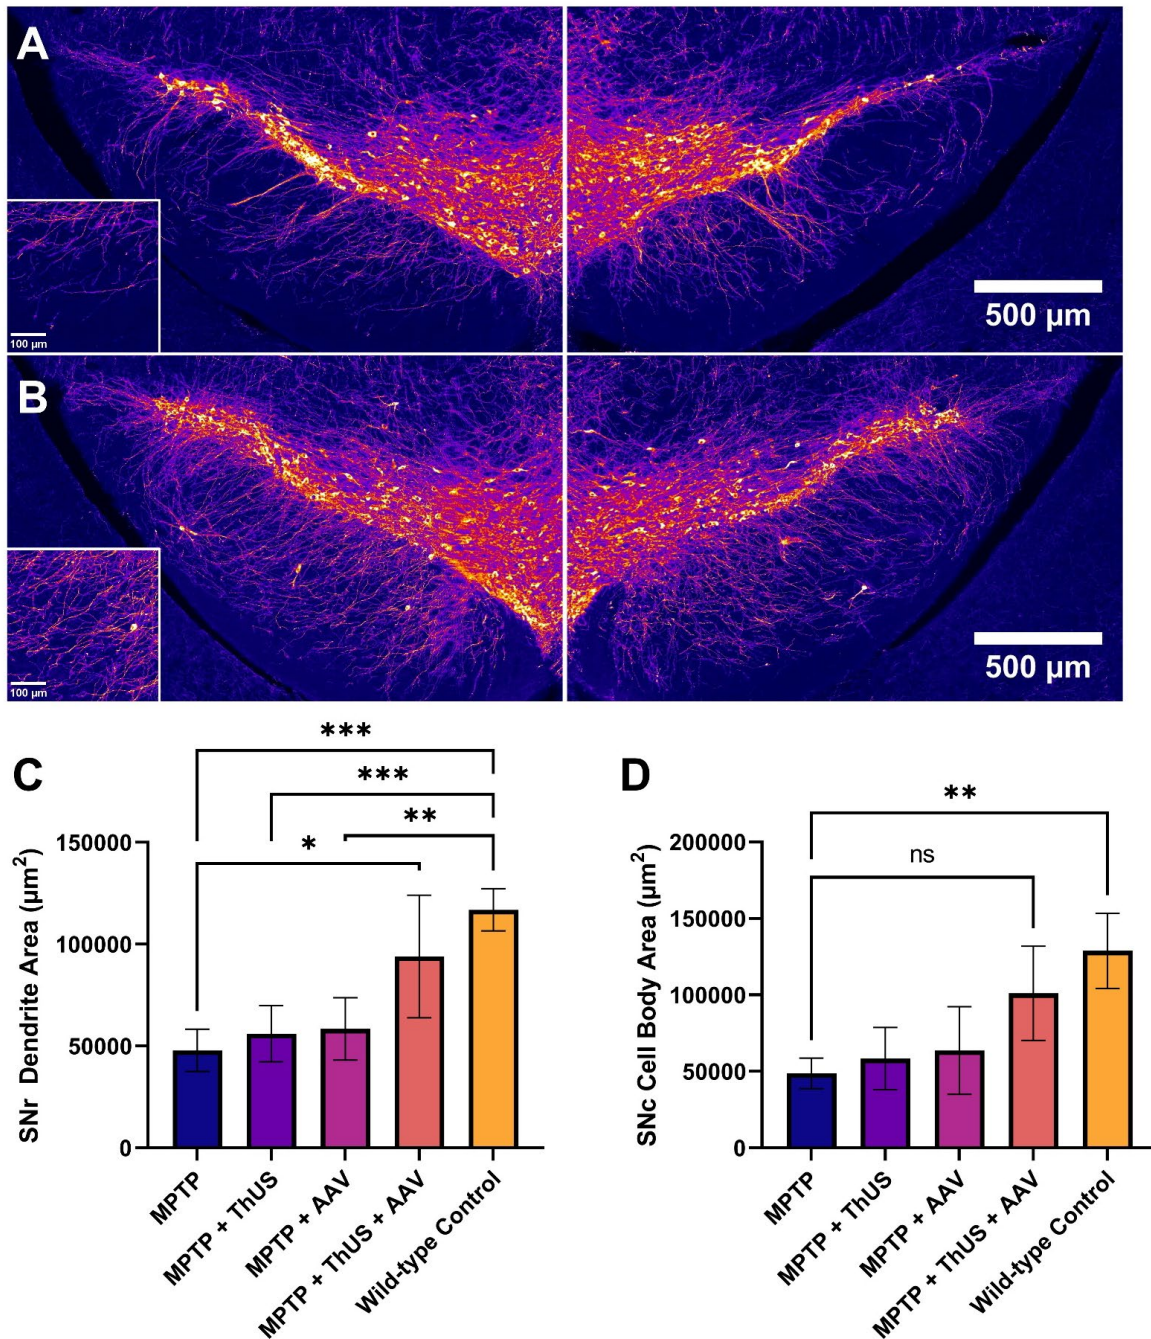 A
100 µm
500 µm
B
100 µm
500 µm
C
***
***
**
*
SNr Dendrite Area (µm²)
150000
100000
50000
0
MPTP
MPTP + ThUS
MPTP + AAV
MPTP + ThUS + AAV
Wild-type Control
D
**
ns
SNc Cell Body Area (µm²)
200000
150000
100000
50000
0
MPTP
MPTP + ThUS
MPTP + AAV
MPTP + ThUS + AAV
Wild-type Control